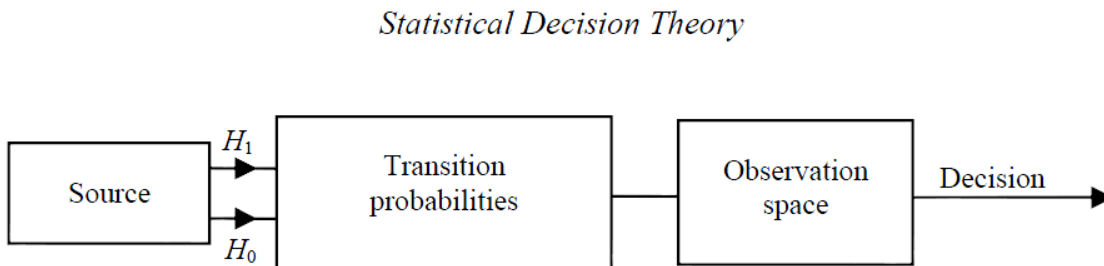 Statistical Decision Theory
H1
Source
H0
Transition
probabilities
Observation
space
Decision